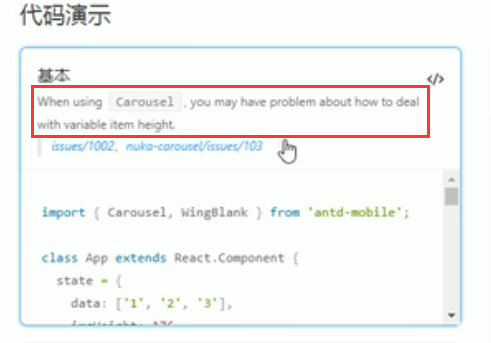 代码演示
基本
</>
When using Carousel , you may have problem about how to deal
with variable item height.
issues/1002、nuka-carousel/issues/103
import { Carousel, WingBlank } from 'antd-mobile';
class App extends React.Component {
state = {
data: ['1', '2', '3'],
imgHeight: 176,